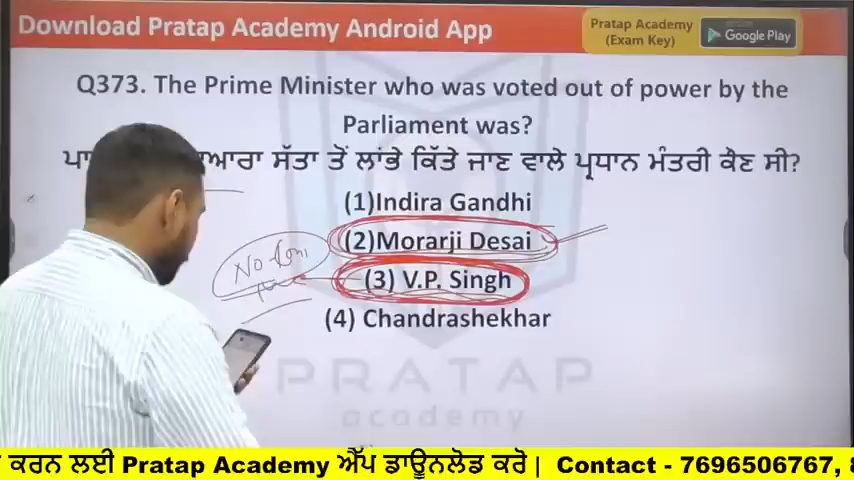 Download Pratap Academy Android App
Pratap Academy
(Exam Key)
Google Play
Q373. The Prime Minister who was voted out of power by the
Parliament was?
ਸੱਤਾ ਤੋਂ ਲਾਂਭੇ ਕਿੱਤੇ ਜਾਣ ਵਾਲੇ ਪ੍ਰਧਾਨ ਮੰਤਰੀ ਕੌਣ ਸੀ?
(1)Indira Gandhi
(2)Morarji Desai
No
(3) V.P. Singh
(4) Chandrashekhar
PRATAP
academy
ਕਰਨ ਲਈ Pratap Academy ਐੱਪ ਡਾਊਨਲੋਡ ਕਰੋ | Contact - 7696506767,